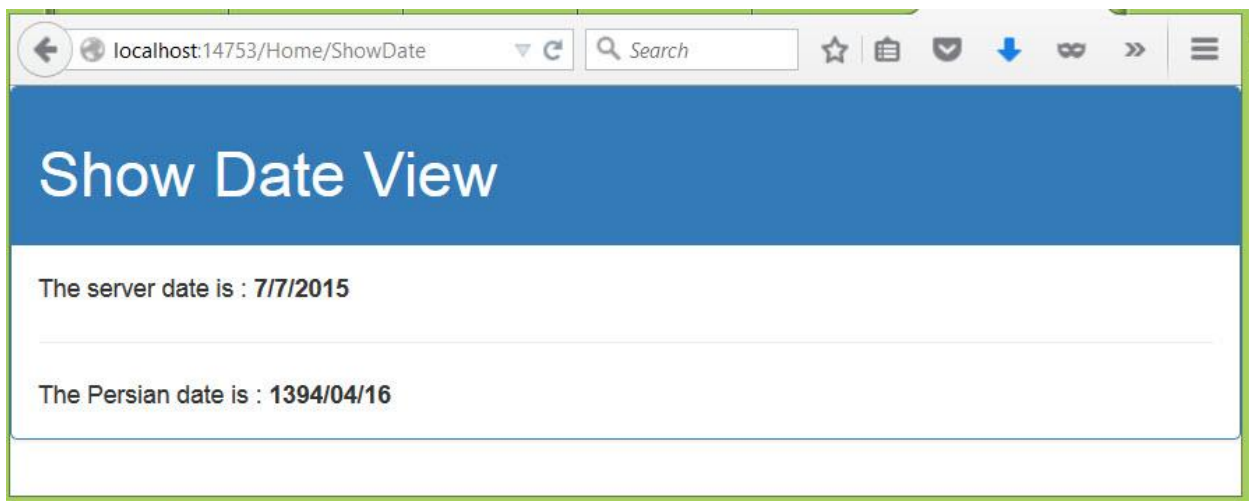 localhost:14753/Home/ShowDate
Search
Show Date View
The server date is : 7/7/2015
The Persian date is : 1394/04/16